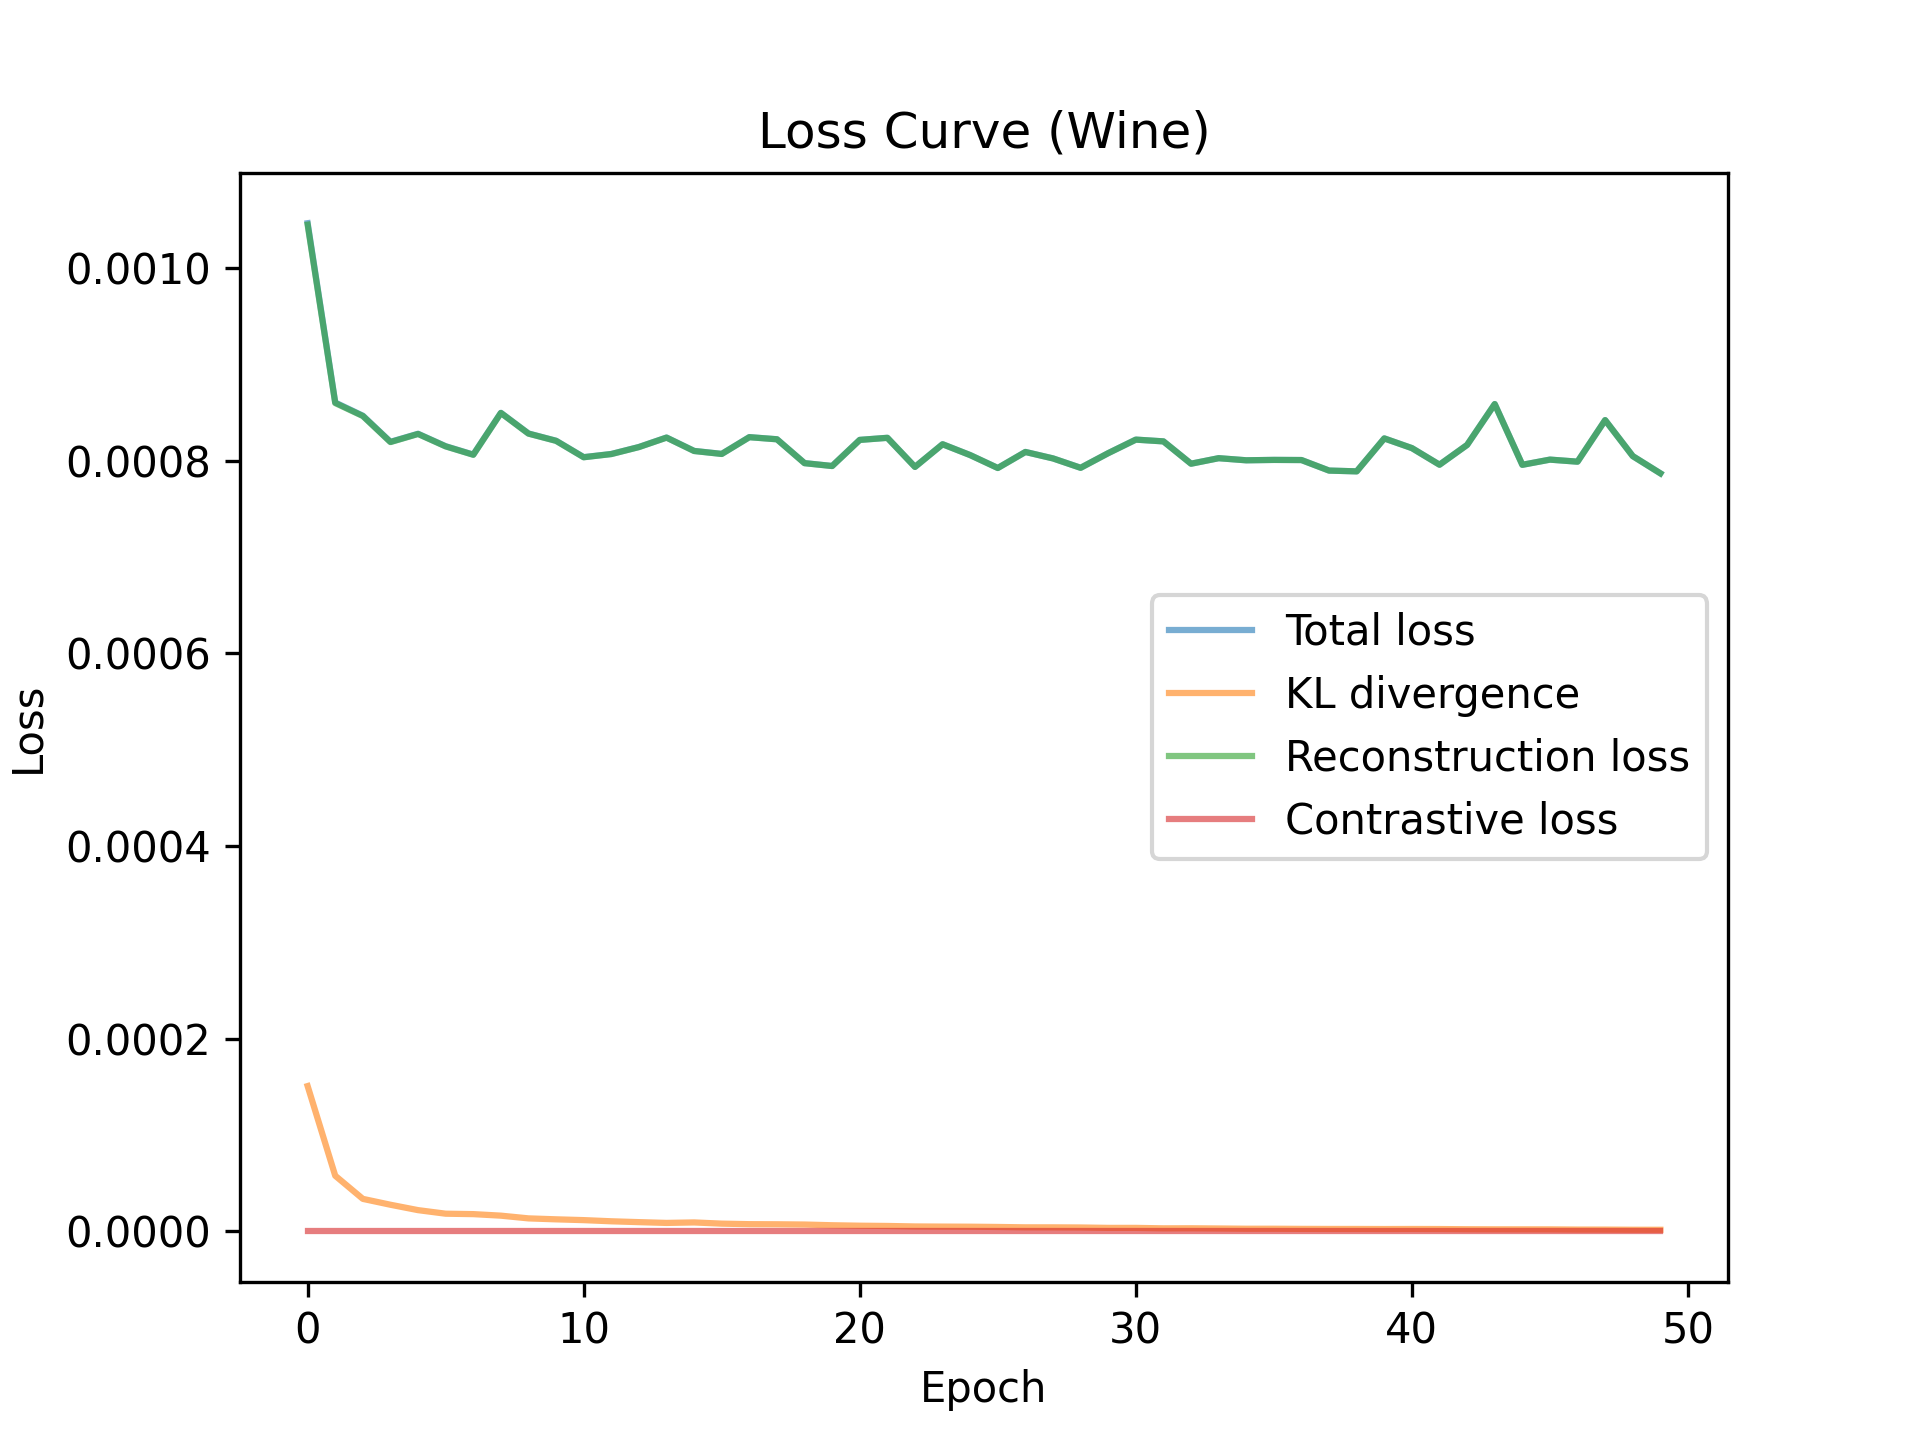 Loss Curve (Wine)
Loss
0.0010
0.0008
0.0006
0.0004
0.0002
0.0000
Total loss
KL divergence
Reconstruction loss
Contrastive loss
0 10 20 30 40 50
Epoch